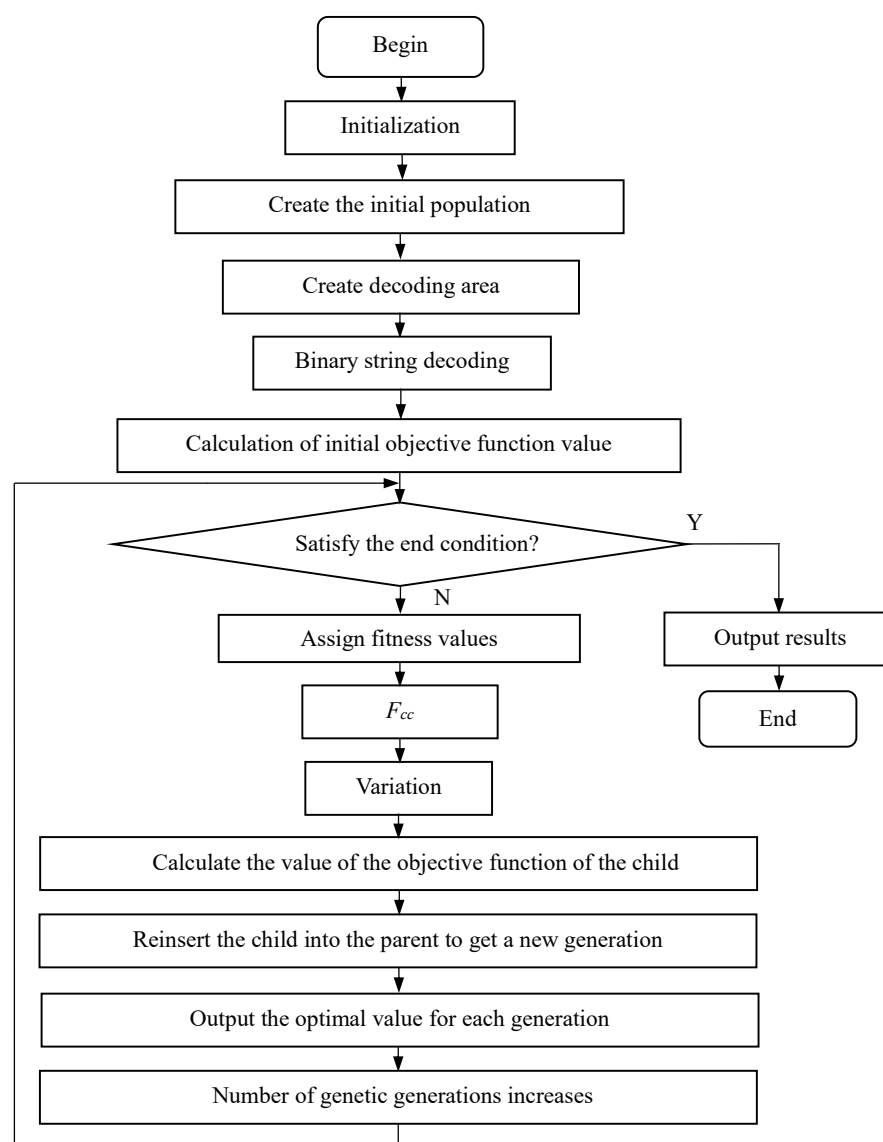 Begin
Initialization
Create the initial population
Create decoding area
Binary string decoding
Calculation of initial objective function value
Satisfy the end condition?
Y
N
Assign fitness values
Output results
Fcc
End
Variation
Calculate the value of the objective function of the child
Reinsert the child into the parent to get a new generation
Output the optimal value for each generation
Number of genetic generations increases